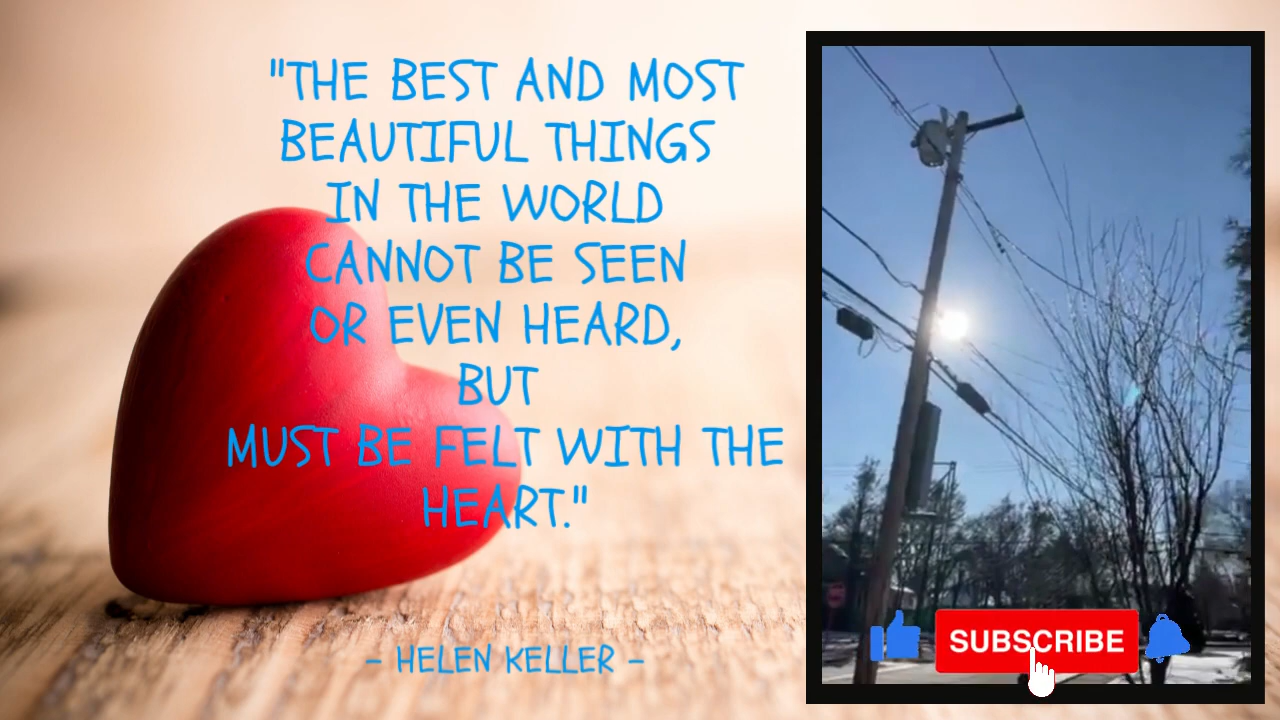 "THE BEST AND MOST
BEAUTIFUL THINGS
IN THE WORLD
CANNOT BE SEEN
OR EVEN HEARD,
BUT
MUST BE FELT WITH THE
HEART."
- HELEN KELLER -
SUBSCRIBE